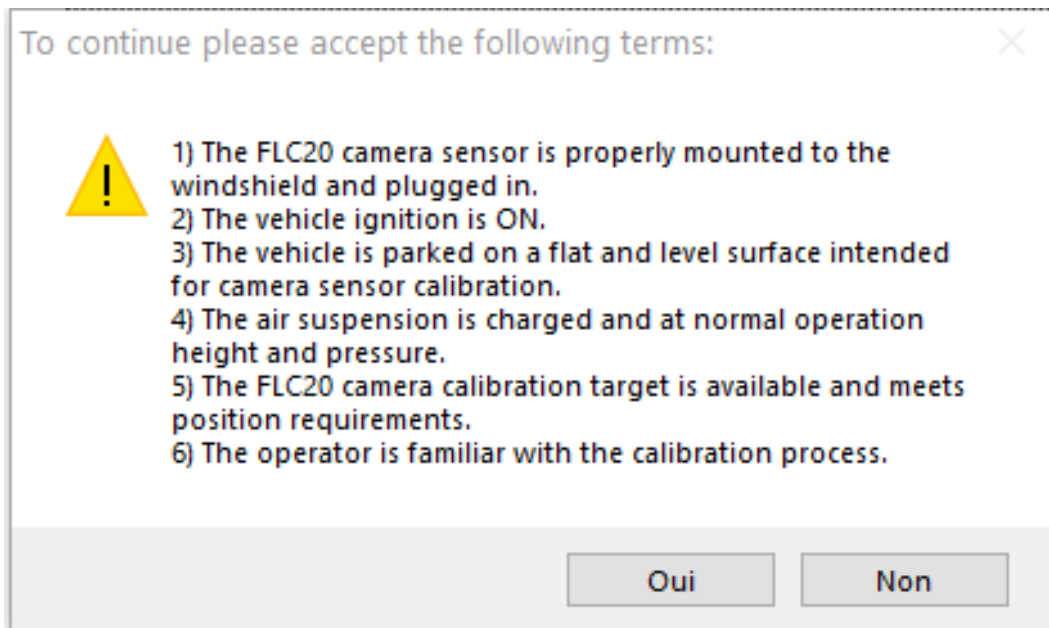 To continue please accept the following terms:
1) The FLC20 camera sensor is properly mounted to the
windshield and plugged in.
2) The vehicle ignition is ON.
3) The vehicle is parked on a flat and level surface intended
for camera sensor calibration.
4) The air suspension is charged and at normal operation
height and pressure.
5) The FLC20 camera calibration target is available and meets
position requirements.
6) The operator is familiar with the calibration process.
Oui
Non